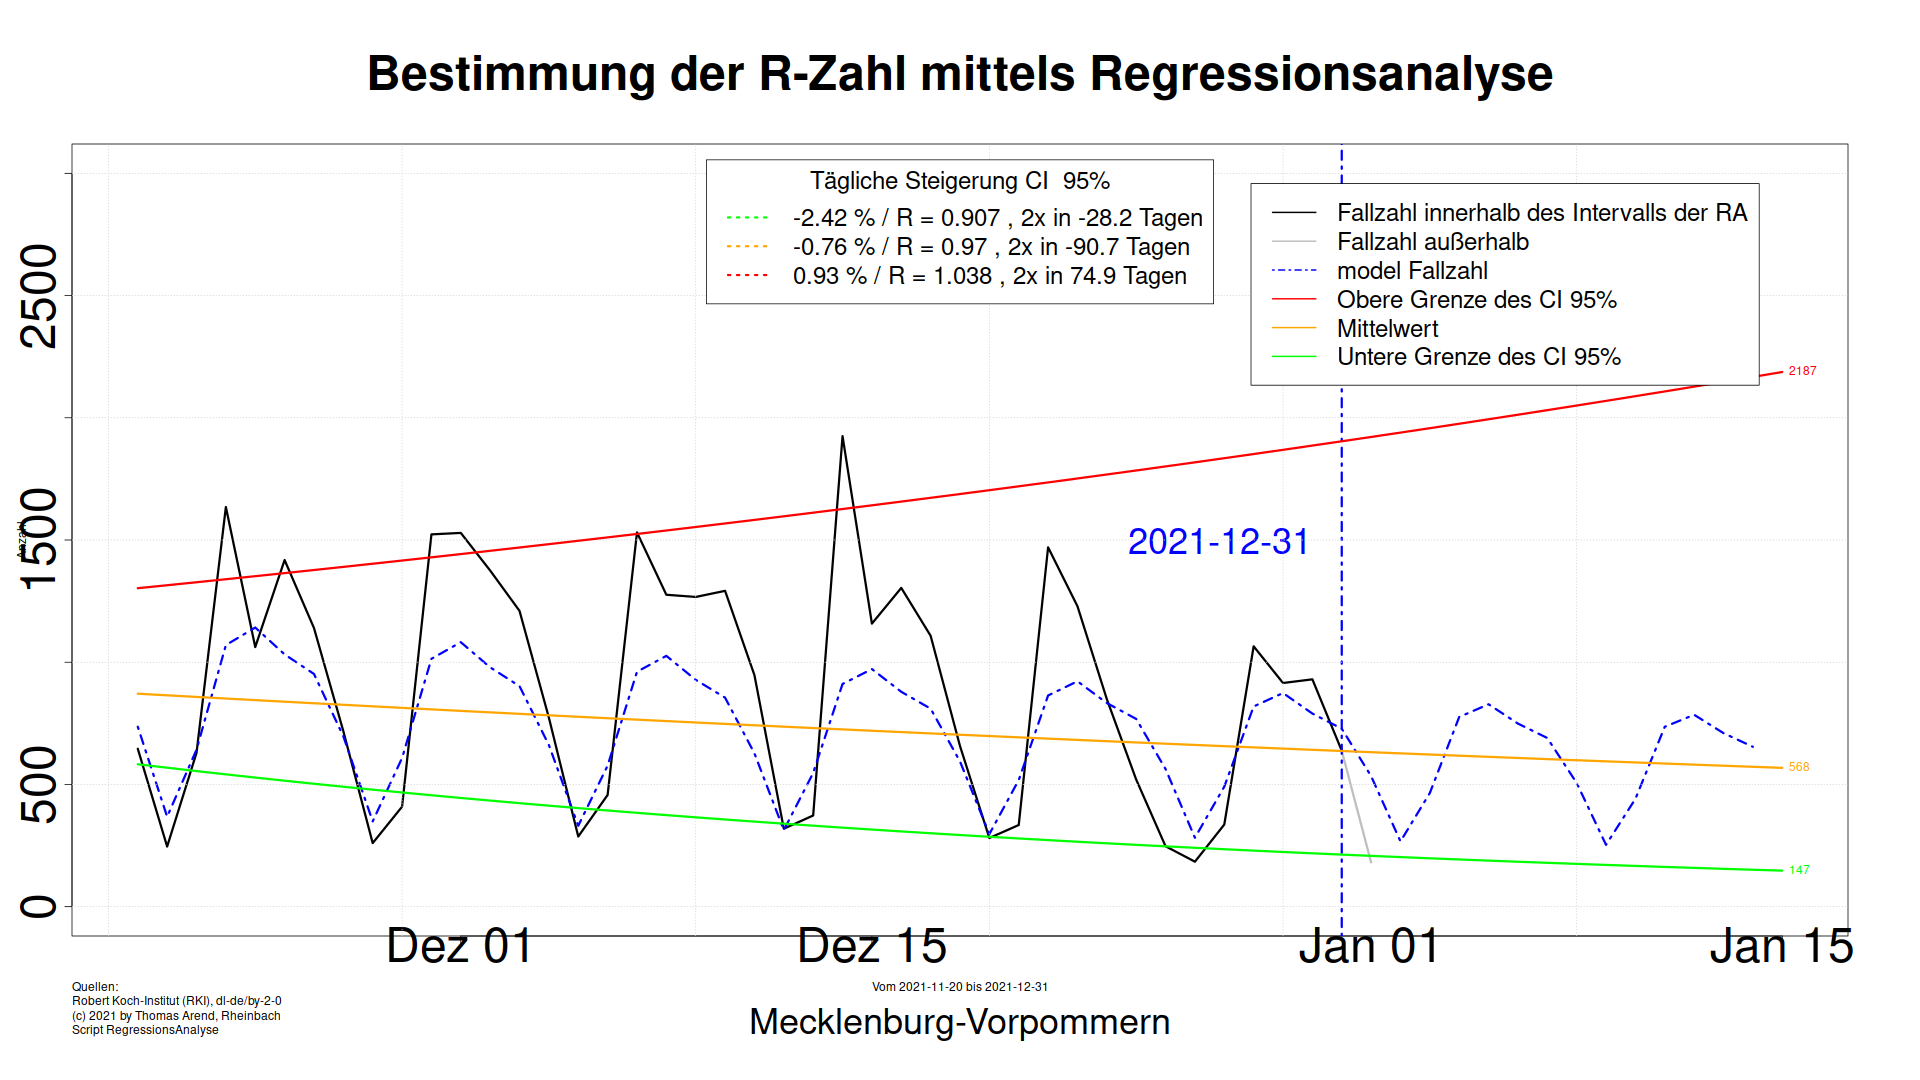 Bestimmung der R-Zahl mittels Regressionsanalyse
Tägliche Steigerung CI 95%
-2.42 % / R = 0.907 , 2x in -28.2 Tagen
-0.76 % / R = 0.97 , 2x in -90.7 Tagen
0.93 % / R = 1.038 , 2x in 74.9 Tagen
Fallzahl innerhalb des Intervalls der RA
Fallzahl außerhalb
model Fallzahl
Obere Grenze des CI 95%
Mittelwert
Untere Grenze des CI 95%
2500
1500
500
0
Anzahl
2187
2021-12-31
568
147
Dez 01
Dez 15
Jan 01
Jan 15
Quellen:
Robert Koch-Institut (RKI), dl-de/by-2-0
(c) 2021 by Thomas Arend, Rheinbach
Script RegressionsAnalyse
Vom 2021-11-20 bis 2021-12-31
Mecklenburg-Vorpommern